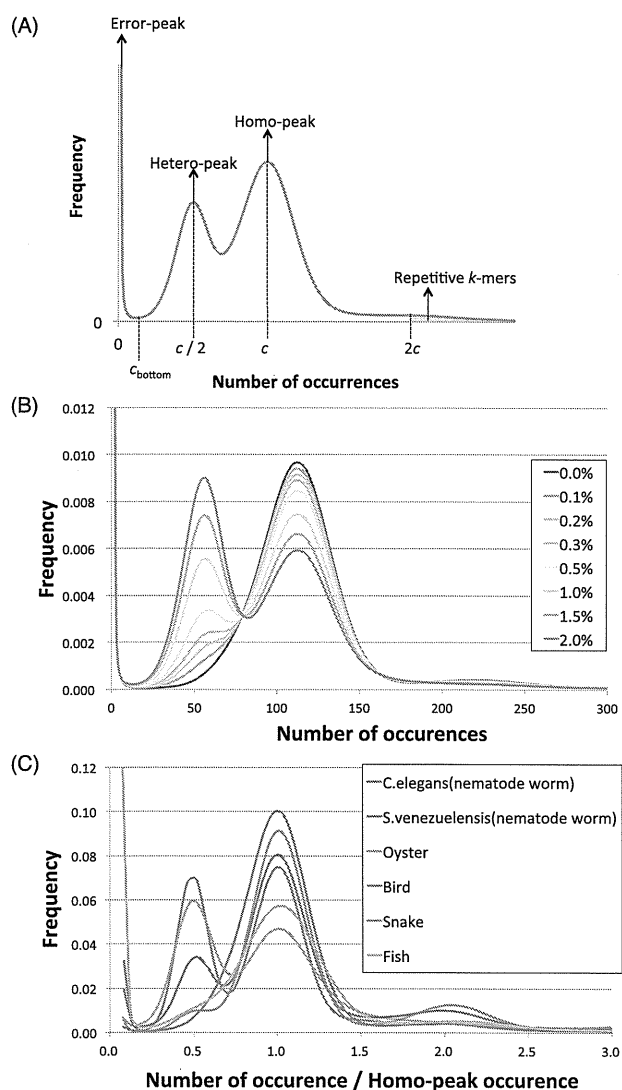 (A)
Error-peak
Homo-peak
Hetero-peak
Repetitive k-mers
Frequency
0
0
c bottom
c / 2
c
2c
Number of occurrences
(B)
0.012
0.010
0.008
0.006
0.004
0.002
0.000
Frequency
0.0%
0.1%
0.2%
0.3%
0.5%
1.0%
1.5%
2.0%
0
50
100
150
200
250
300
Number of occurences
(C)
0.12
0.10
0.08
0.06
0.04
0.02
0.00
Frequency
C.elegans(nematode worm)
S.venezuelensis(nematode worm)
Oyster
Bird
Snake
Fish
0.0
0.5
1.0
1.5
2.0
2.5
3.0
Number of occurence / Homo-peak occurence